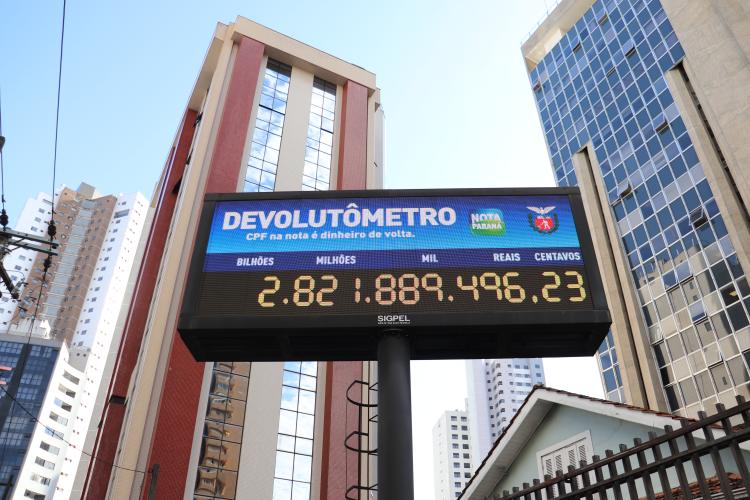 DEVOLUTÔMETRO
CPF na nota é dinheiro de volta.
NOTA
PARANÁ
BILHÕES MILHÕES MIL REAIS CENTAVOS
2.821.889.496.23
SIGPEL